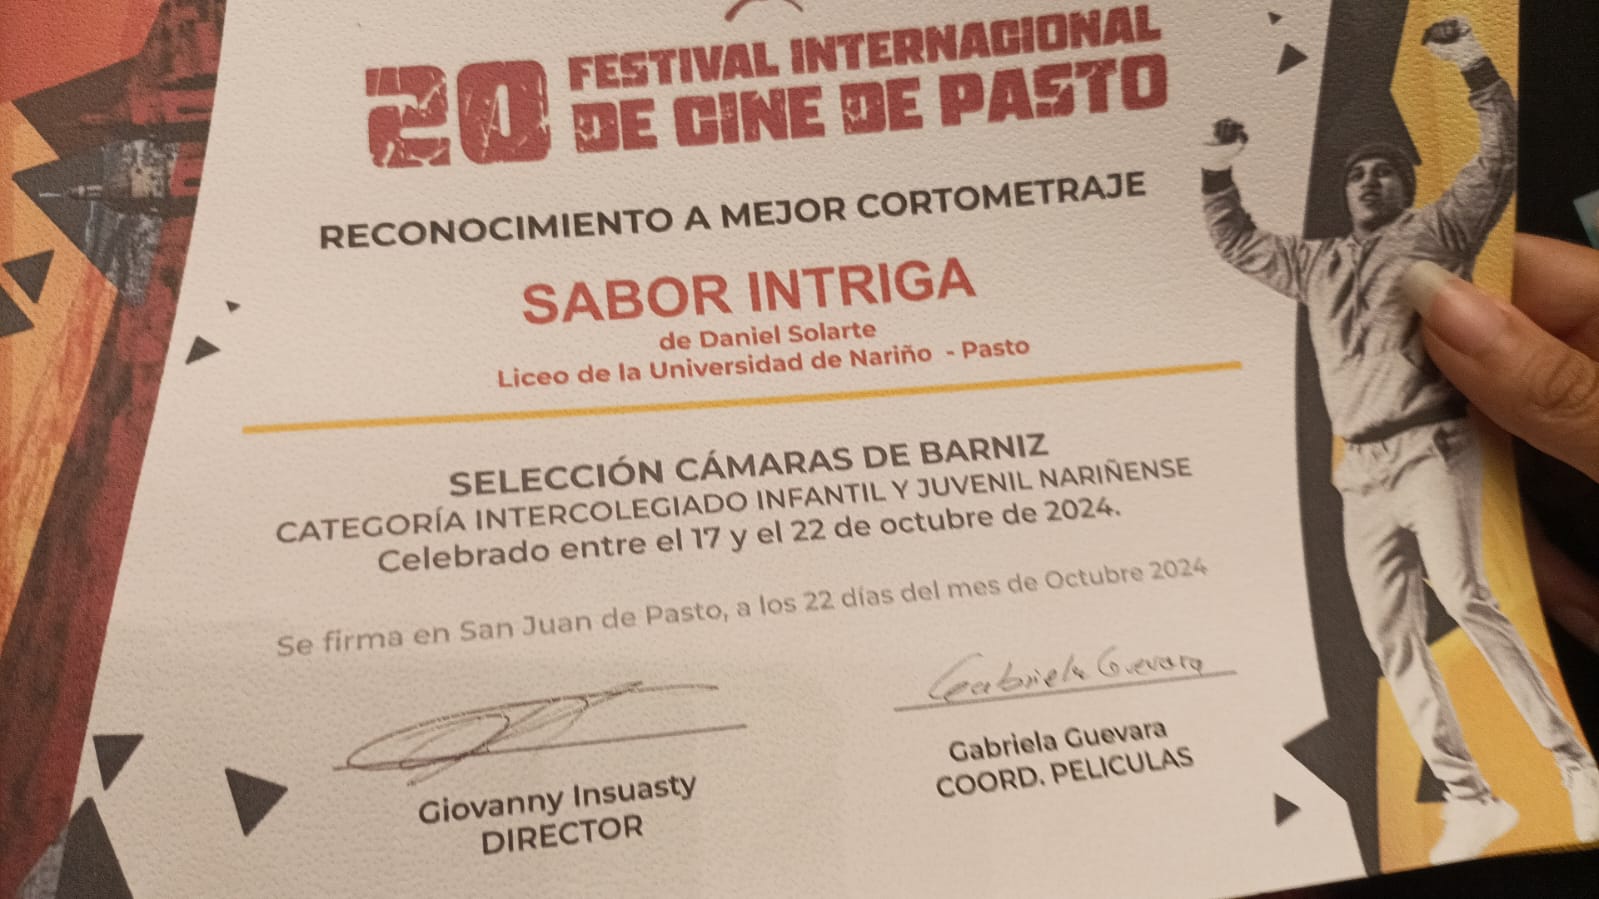 20 FESTIVAL INTERNACIONAL
DE CINE DE PASTO
RECONOCIMIENTO A MEJOR CORTOMETRAJE
SABOR INTRIGA
de Daniel Solarte
Liceo de la Universidad de Nariño - Pasto
SELECCIÓN CÁMARAS DE BARNIZ
CATEGORÍA INTERCOLEGIADO INFANTIL Y JUVENIL NARIÑENSE
Celebrado entre el 17 y el 22 de octubre de 2024.
Se firma en San Juan de Pasto, a los 22 días del mes de Octubre 2024
Gabriela Guevara
Giovanny Insuasty
DIRECTOR
Gabriela Guevara
COORD. PELICULAS